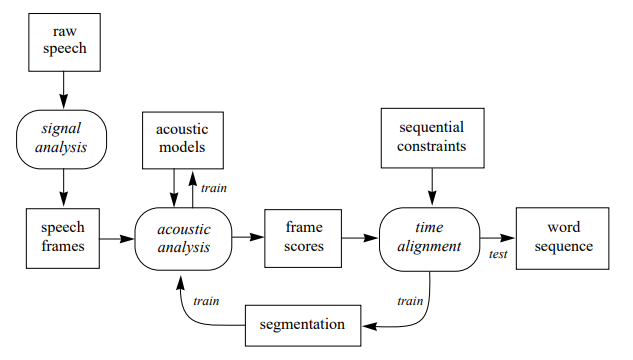 raw
speech
signal
analysis
acoustic
models
sequential
constraints
train
speech
frames
acoustic
analysis
frame
scores
time
alignment
test
word
sequence
train
train
segmentation